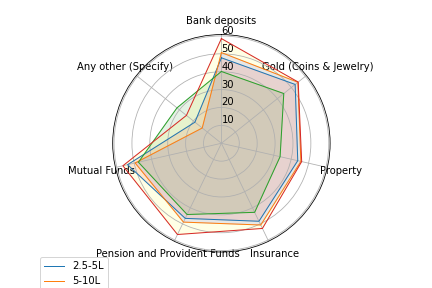 Bank deposits
60
50
40
30
20
10
Gold (Coins & Jewelry)
Any other (Specify)
Mutual Funds
Property
Pension and Provident Funds
Insurance
2.5-5L
5-10L